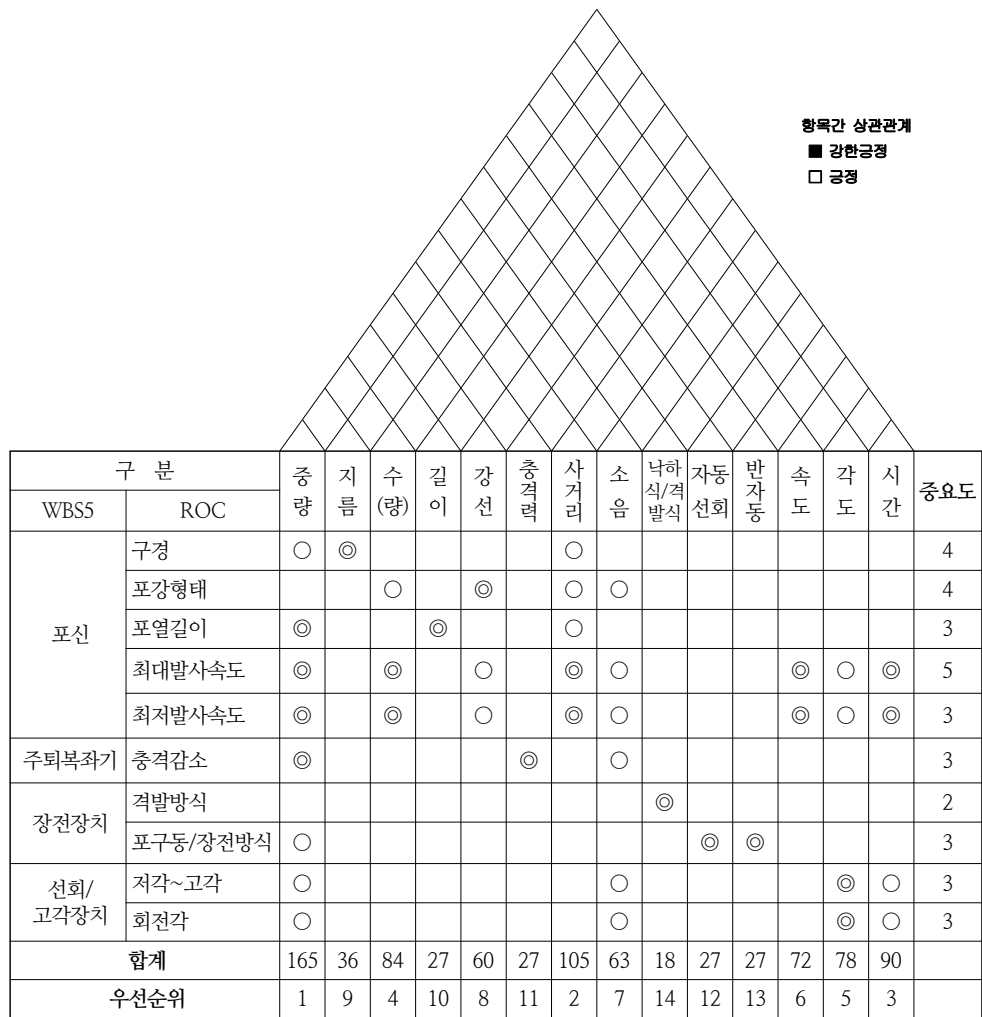 항목간 상관관계
■ 강한긍정
□ 긍정
구 분 중량 지름 수(량) 길이 강선 충격력 사거리 소음 낙하식/격발식 자동선회 반자동 속도 각도 시간 중요도
WBS5 ROC
포신 구경 ○ ◎ ○ 4
포강형태 ○ ◎ ○ ○ 4
포열길이 ◎ ◎ ○ 3
최대발사속도 ◎ ◎ ○ ◎ ○ ◎ ○ ◎ 5
최저발사속도 ◎ ◎ ○ ◎ ○ ◎ ○ ◎ 3
주퇴복좌기 충격감소 ◎ ◎ ○ 3
장전장치 격발방식 ◎ 2
포구동/장전방식 ○ ◎ ◎ 3
선회/고각장치 저각~고각 ○ ○ ◎ ○ 3
회전각 ○ ○ ◎ ○ 3
합계 165 36 84 27 60 27 105 63 18 27 27 72 78 90
우선순위 1 9 4 10 8 11 2 7 14 12 13 6 5 3